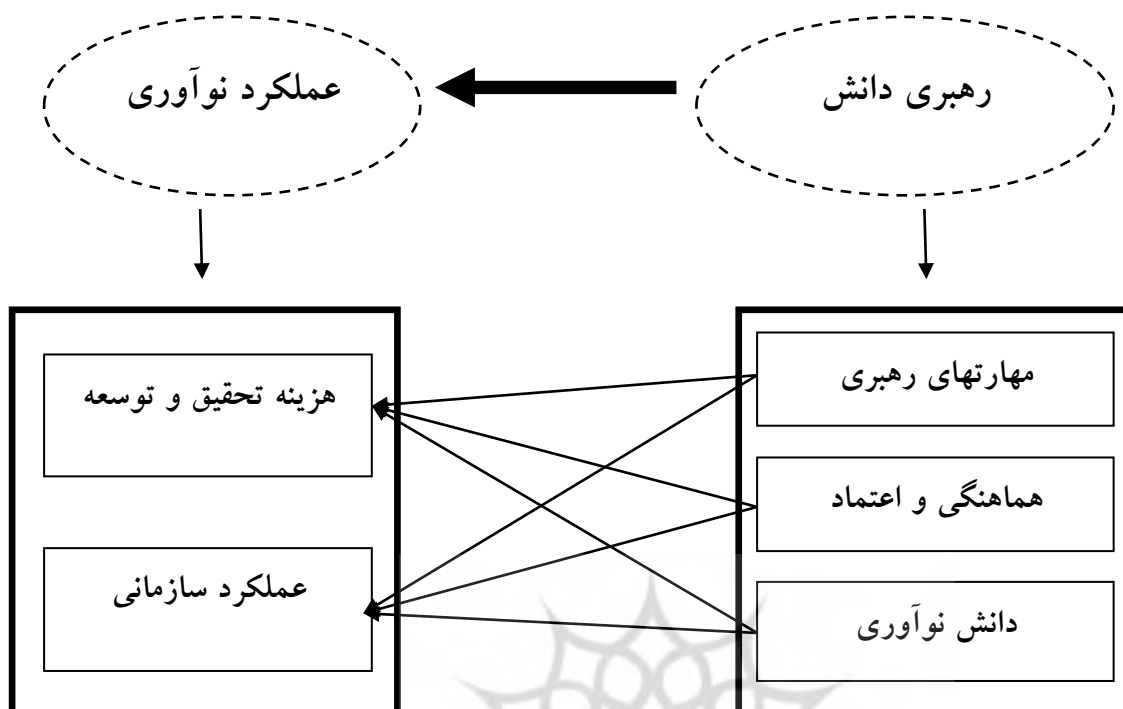 رهبری دانش
عملکرد نوآوری
مهارتهای رهبری
هماهنگی و اعتماد
دانش نوآوری
هزینه تحقیق و توسعه
عملکرد سازمانی